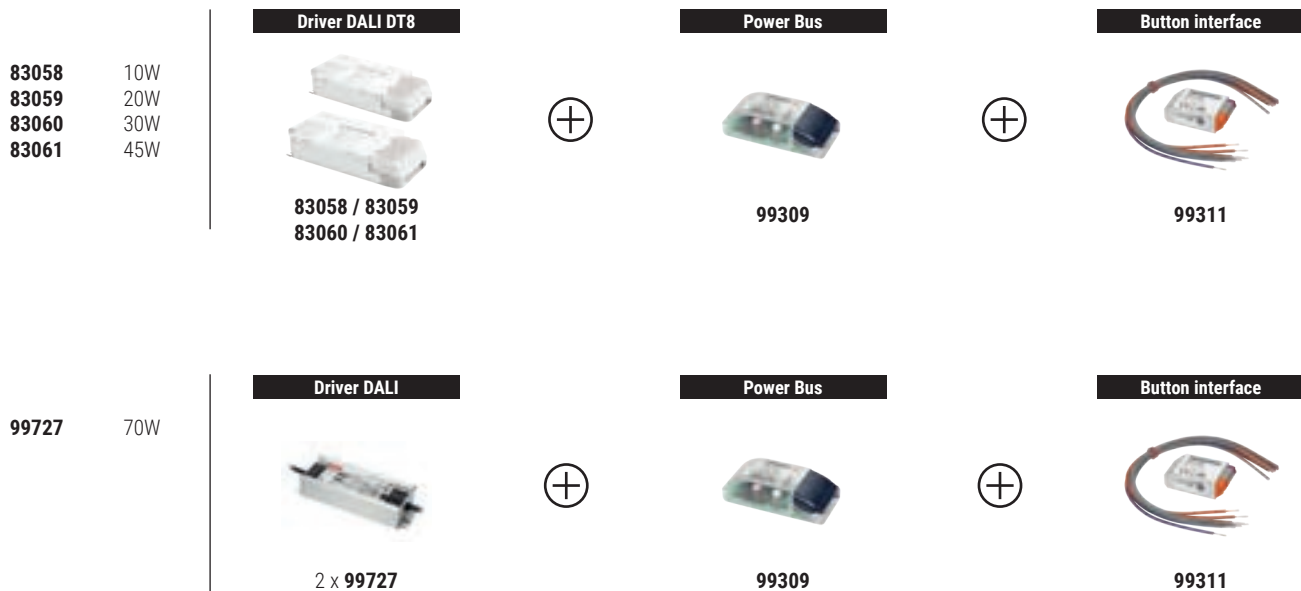 Driver DALI DT8
Power Bus
Button interface
83058 10W
83059 20W
83060 30W
83061 45W
83058 / 83059
83060 / 83061
99309
99311
Driver DALI
Power Bus
Button interface
99727 70W
2 x 99727
99309
99311